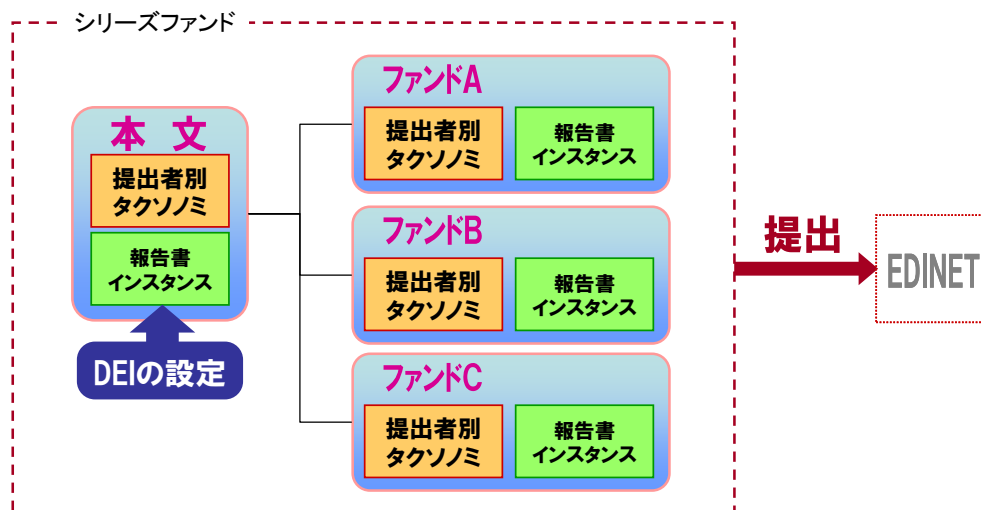 シリーズファンド
本 文
提出者別
タクソノミ
報告書
インスタンス
DEIの設定
ファンドA
提出者別
タクソノミ
報告書
インスタンス
ファンドB
提出者別
タクソノミ
報告書
インスタンス
ファンドC
提出者別
タクソノミ
報告書
インスタンス
提出
EDINET